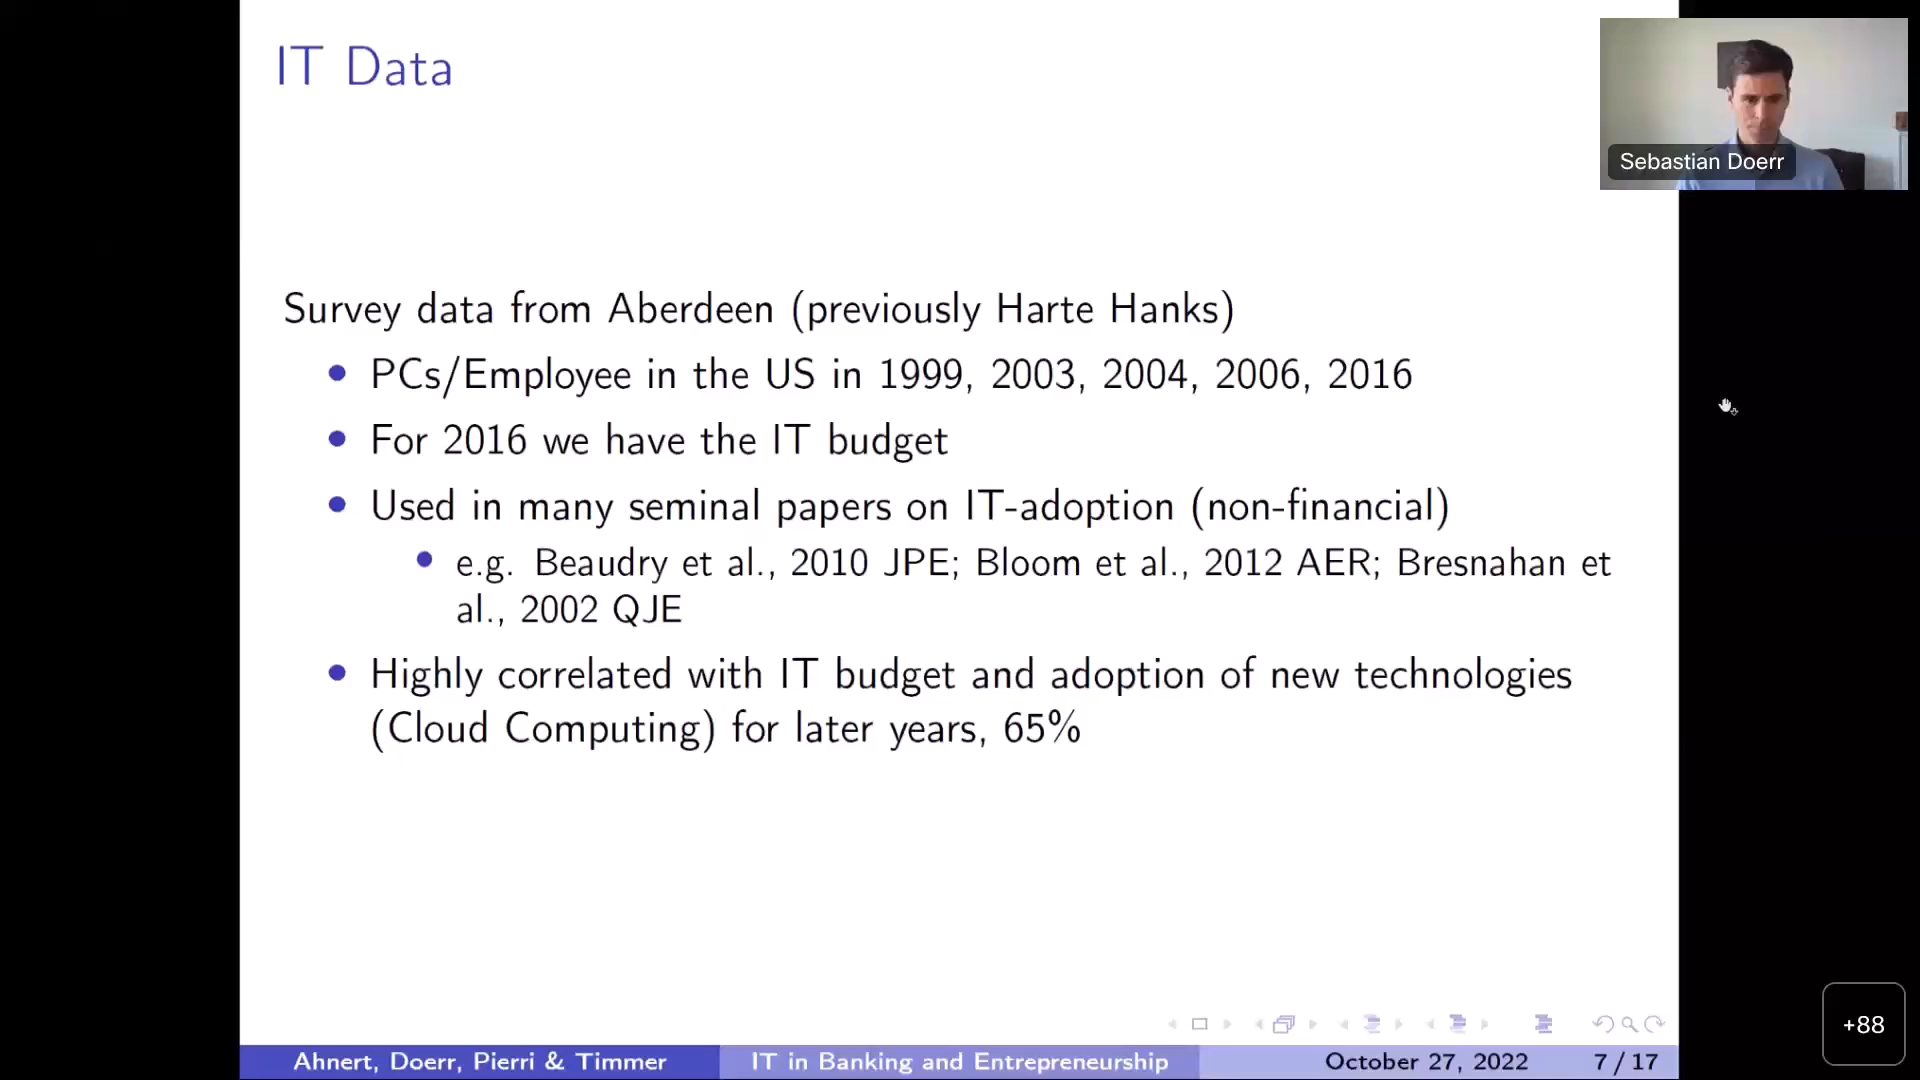 IT Data
Sebastian Doerr
Survey data from Aberdeen (previously Harte Hanks)
PCs/Employee in the US in 1999, 2003, 2004, 2006, 2016
For 2016 we have the IT budget
Used in many seminal papers on IT-adoption (non-financial)
e.g. Beaudry et al., 2010 JPE; Bloom et al., 2012 AER; Bresnahan et
al., 2002 QJE
Highly correlated with IT budget and adoption of new technologies
(Cloud Computing) for later years, 65%
+88
Ahnert, Doerr, Pierri & Timmer
IT in Banking and Entrepreneurship
October 27, 2022
7 / 17